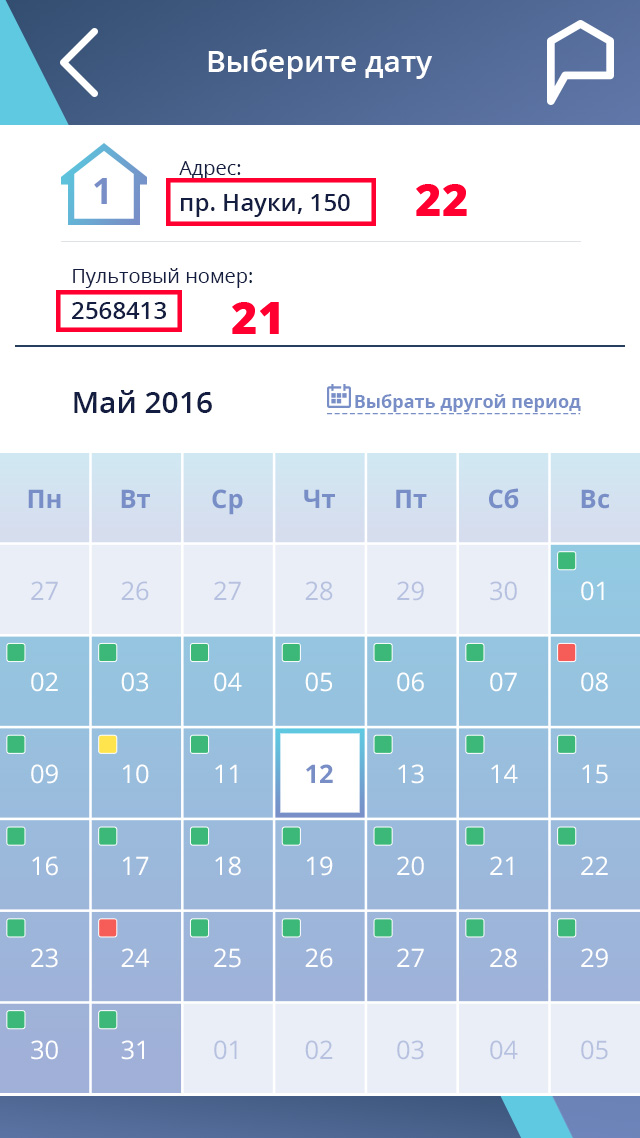 Выберите дату
1
Адрес:
пр. Науки, 150 22
Пультовый номер:
2568413 21
Май 2016 Выбрать другой период
Пн Вт Ср Чт Пт Сб Вс
27 26 27 28 29 30 01
02 03 04 05 06 07 08
09 10 11 12 13 14 15
16 17 18 19 20 21 22
23 24 25 26 27 28 29
30 31 01 02 03 04 05